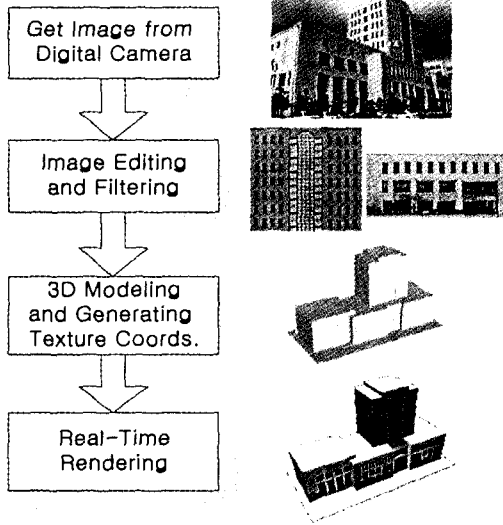 Get Image from
Digital Camera
Image Editing
and Filtering
3D Modeling
and Generating
Texture Coords.
Real-Time
Rendering